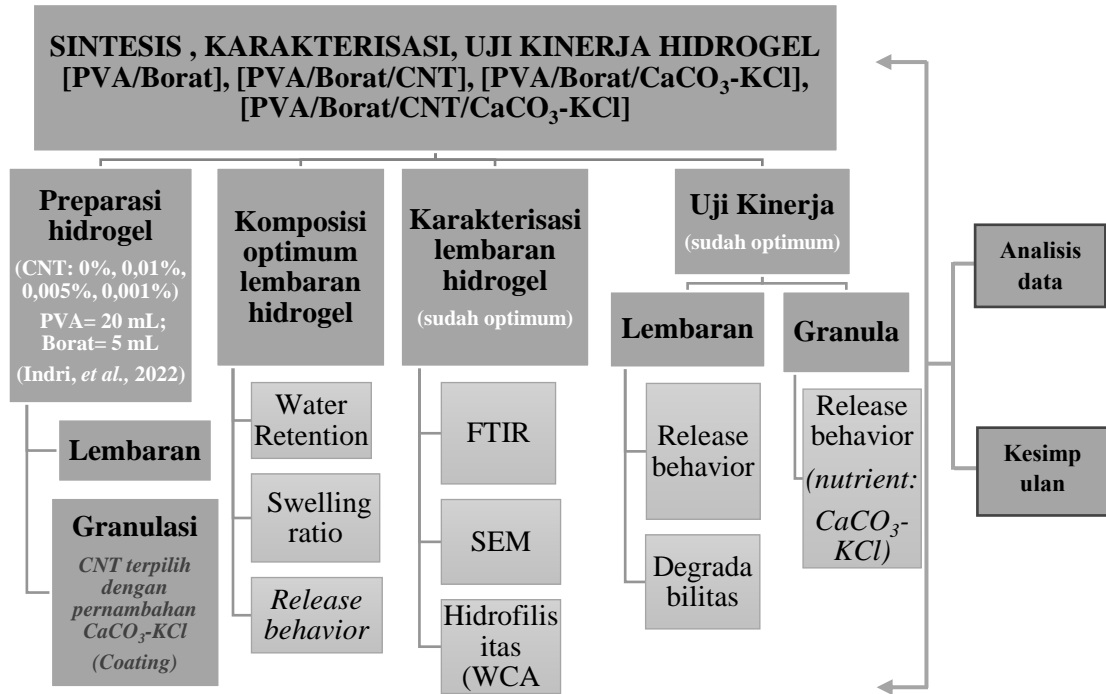 SINTESIS , KARAKTERISASI, UJI KINERJA HIDROGEL
[PVA/Borat], [PVA/Borat/CNT], [PVA/Borat/CaCO₃-KCl],
[PVA/Borat/CNT/CaCO₃-KCl]
Preparasi
hidrogel
(CNT: 0%, 0,01%,
0,005%, 0,001%)
PVA= 20 mL;
Borat= 5 mL
(Indri, et al., 2022)
Lembaran
Granulasi
CNT terpilih
dengan
pernambahan
CaCO₃-KCl
(Coating)
Komposisi
optimum
lembaran
hidrogel
Water
Retention
Swelling
ratio
Release
behavior
Karakterisasi
lembaran
hidrogel
(sudah optimum)
FTIR
SEM
Hidrofilis
itas
(WCA
Uji Kinerja
(sudah optimum)
Lembaran
Release
behavior
Degrada
bilitas
Granula
Release
behavior
(nutrient:
CaCO₃-
KCl)
Analisis
data
Kesimp
ulan